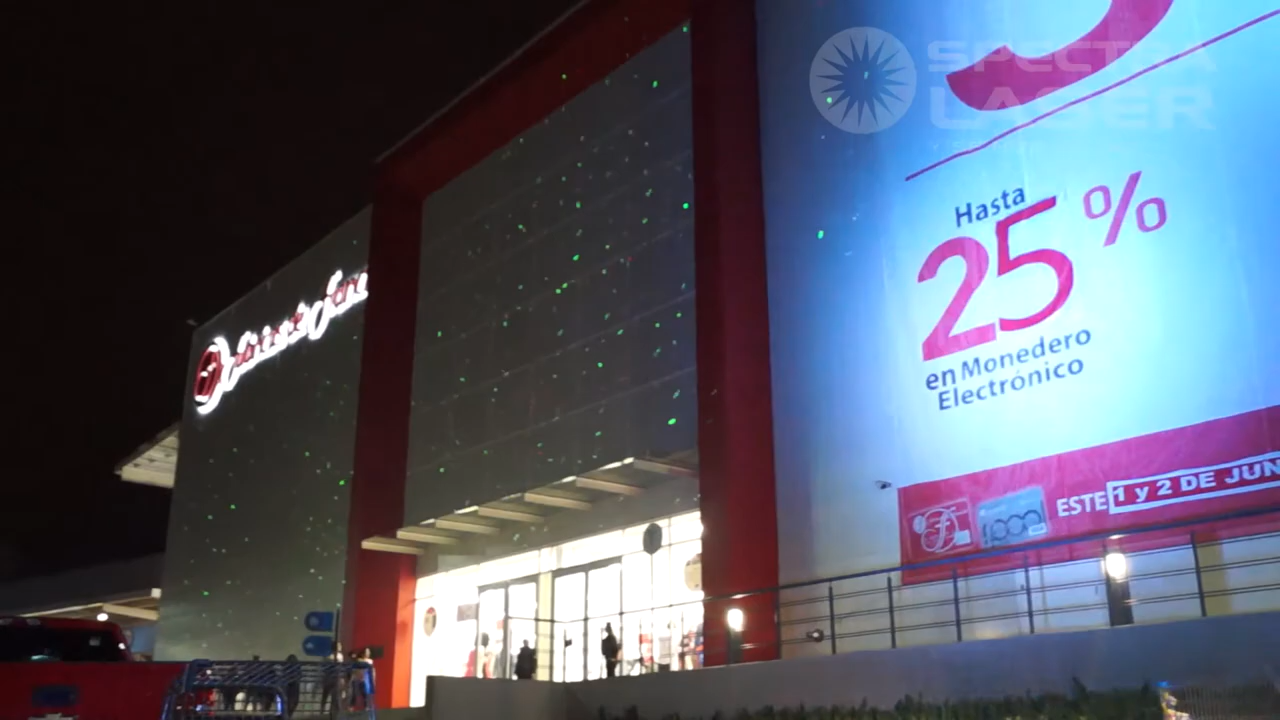 SPECTRA
LASER
Hasta
25%
en Monedero
Electrónico
ESTE 1 y 2 DE JUN